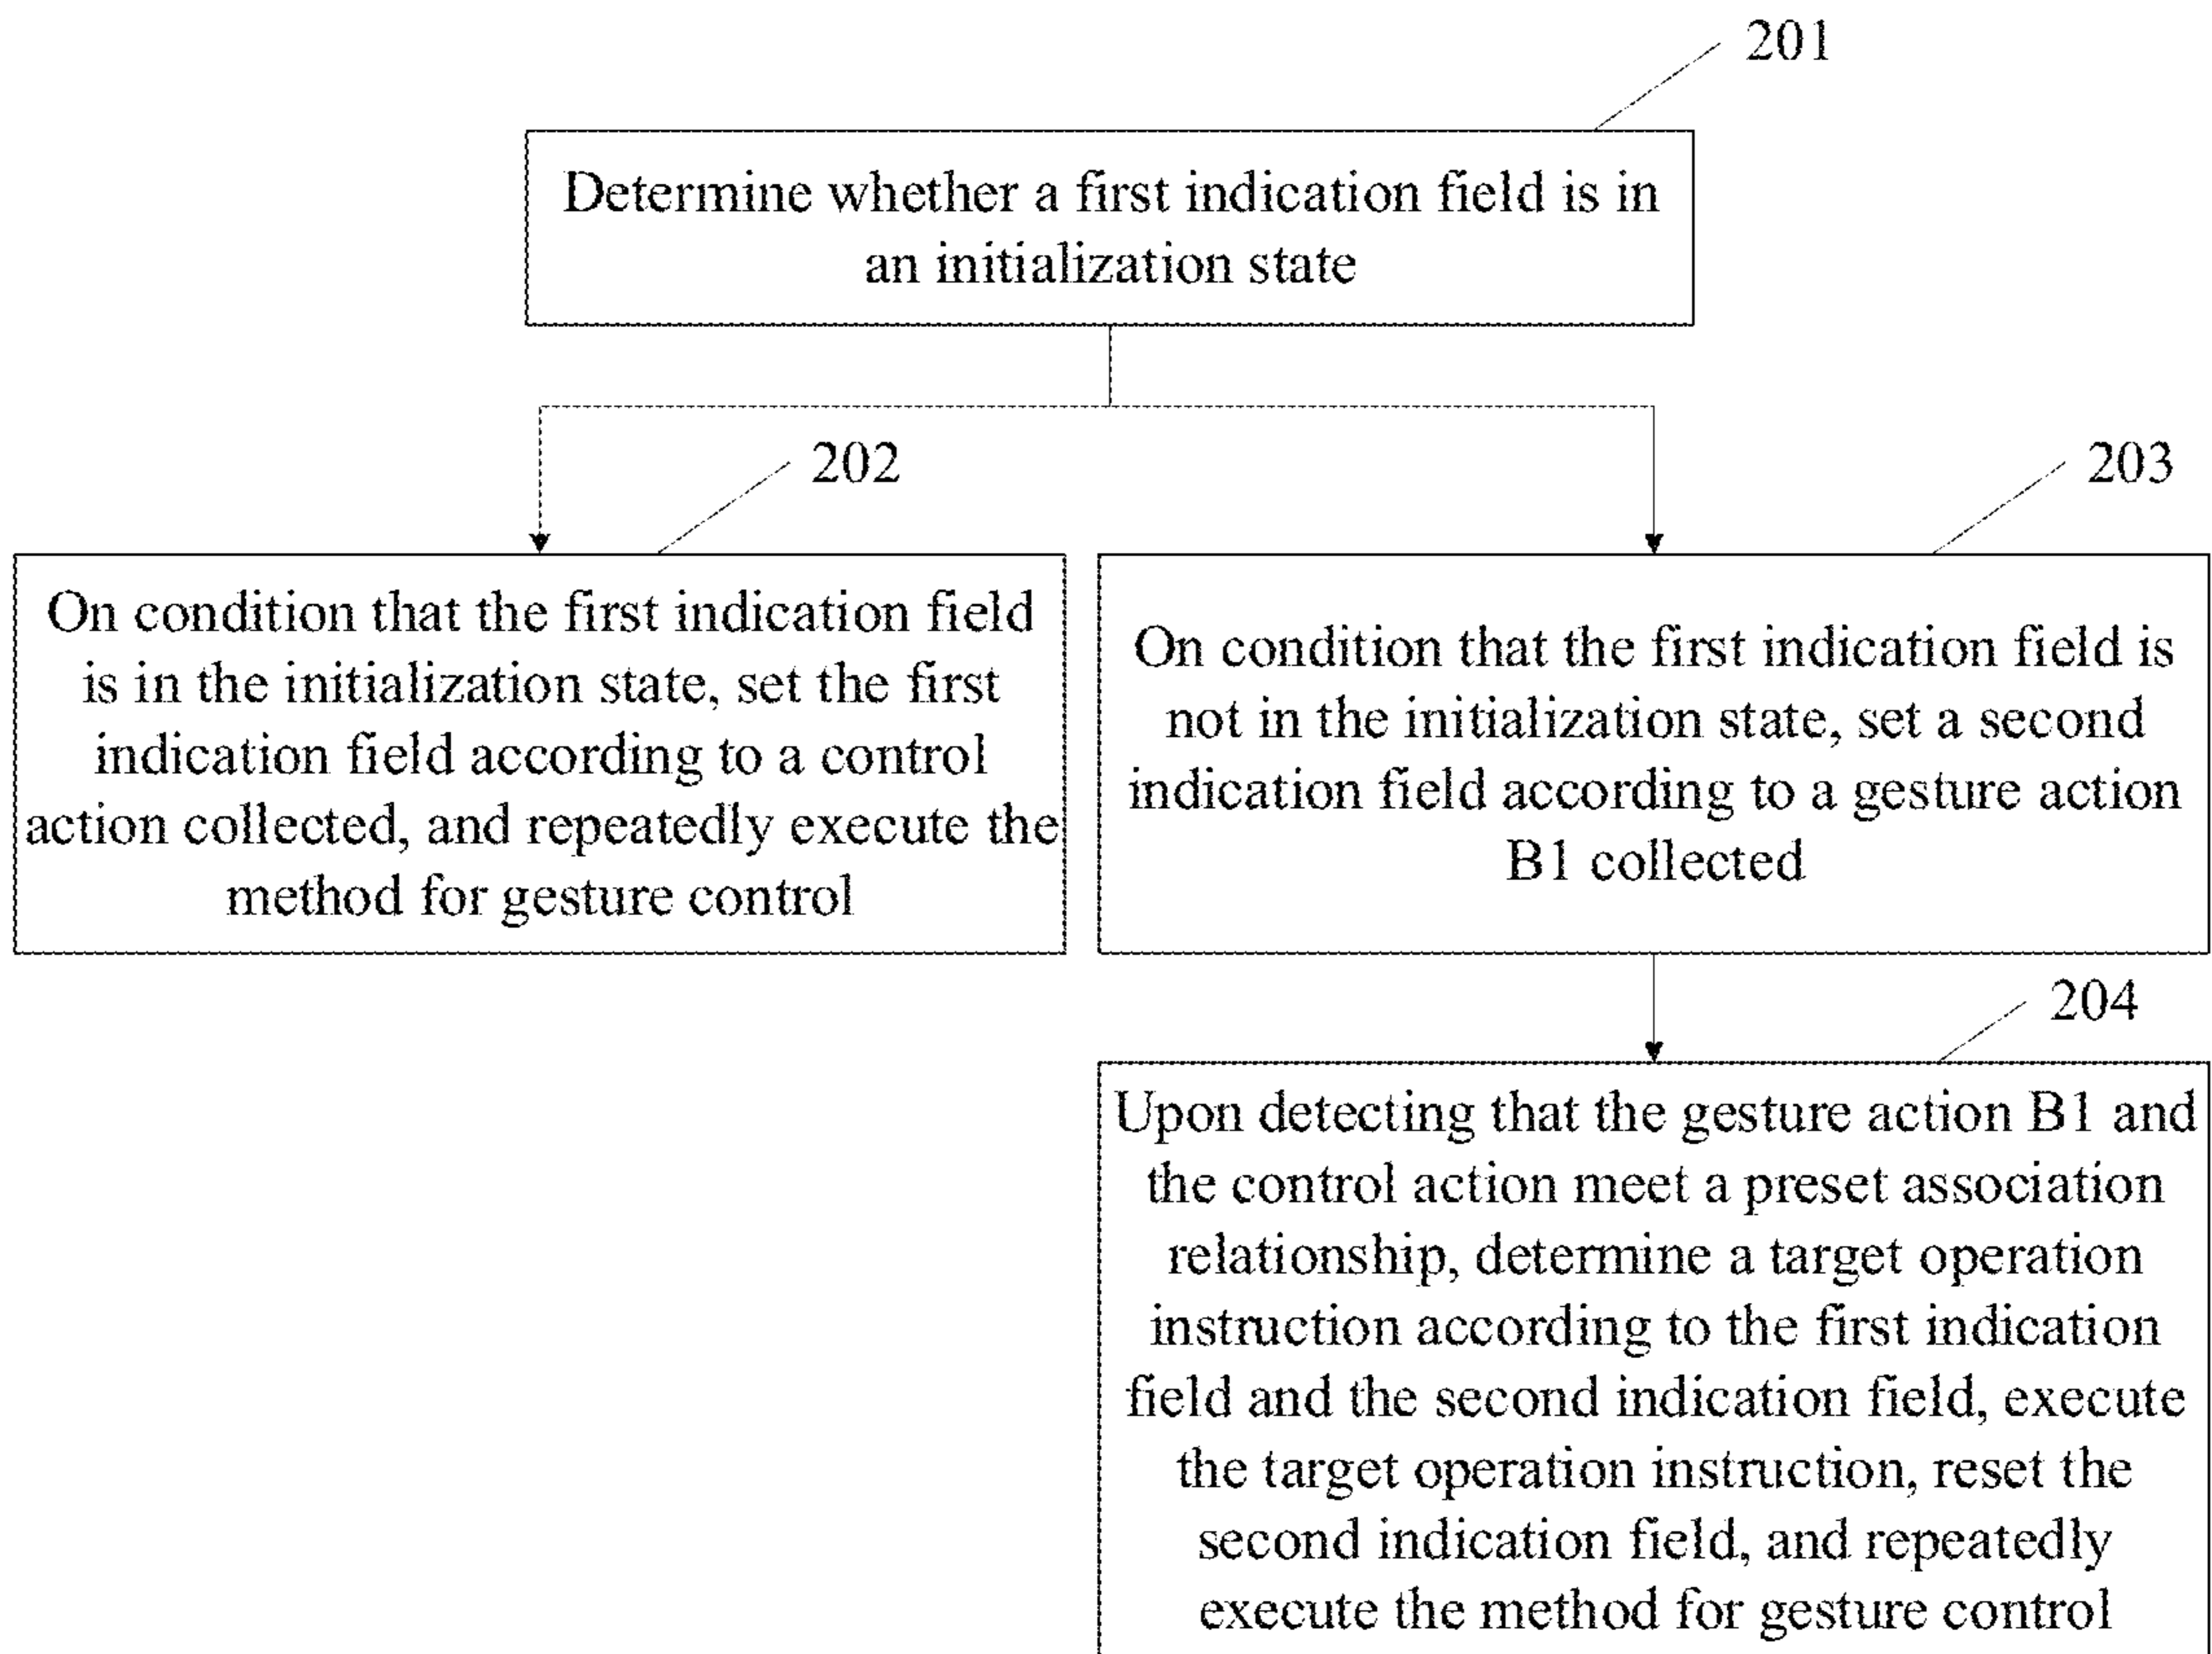 201
Determine whether a first indication field is in
an initialization state
202
203
On condition that the first indication field
is in the initialization state, set the first
indication field according to a control
action collected, and repeatedly execute the
method for gesture control
On condition that the first indication field is
not in the initialization state, set a second
indication field according to a gesture action
B1 collected
204
Upon detecting that the gesture action B1 and
the control action meet a preset association
relationship, determine a target operation
instruction according to the first indication
field and the second indication field, execute
the target operation instruction, reset the
second indication field, and repeatedly
execute the method for gesture control